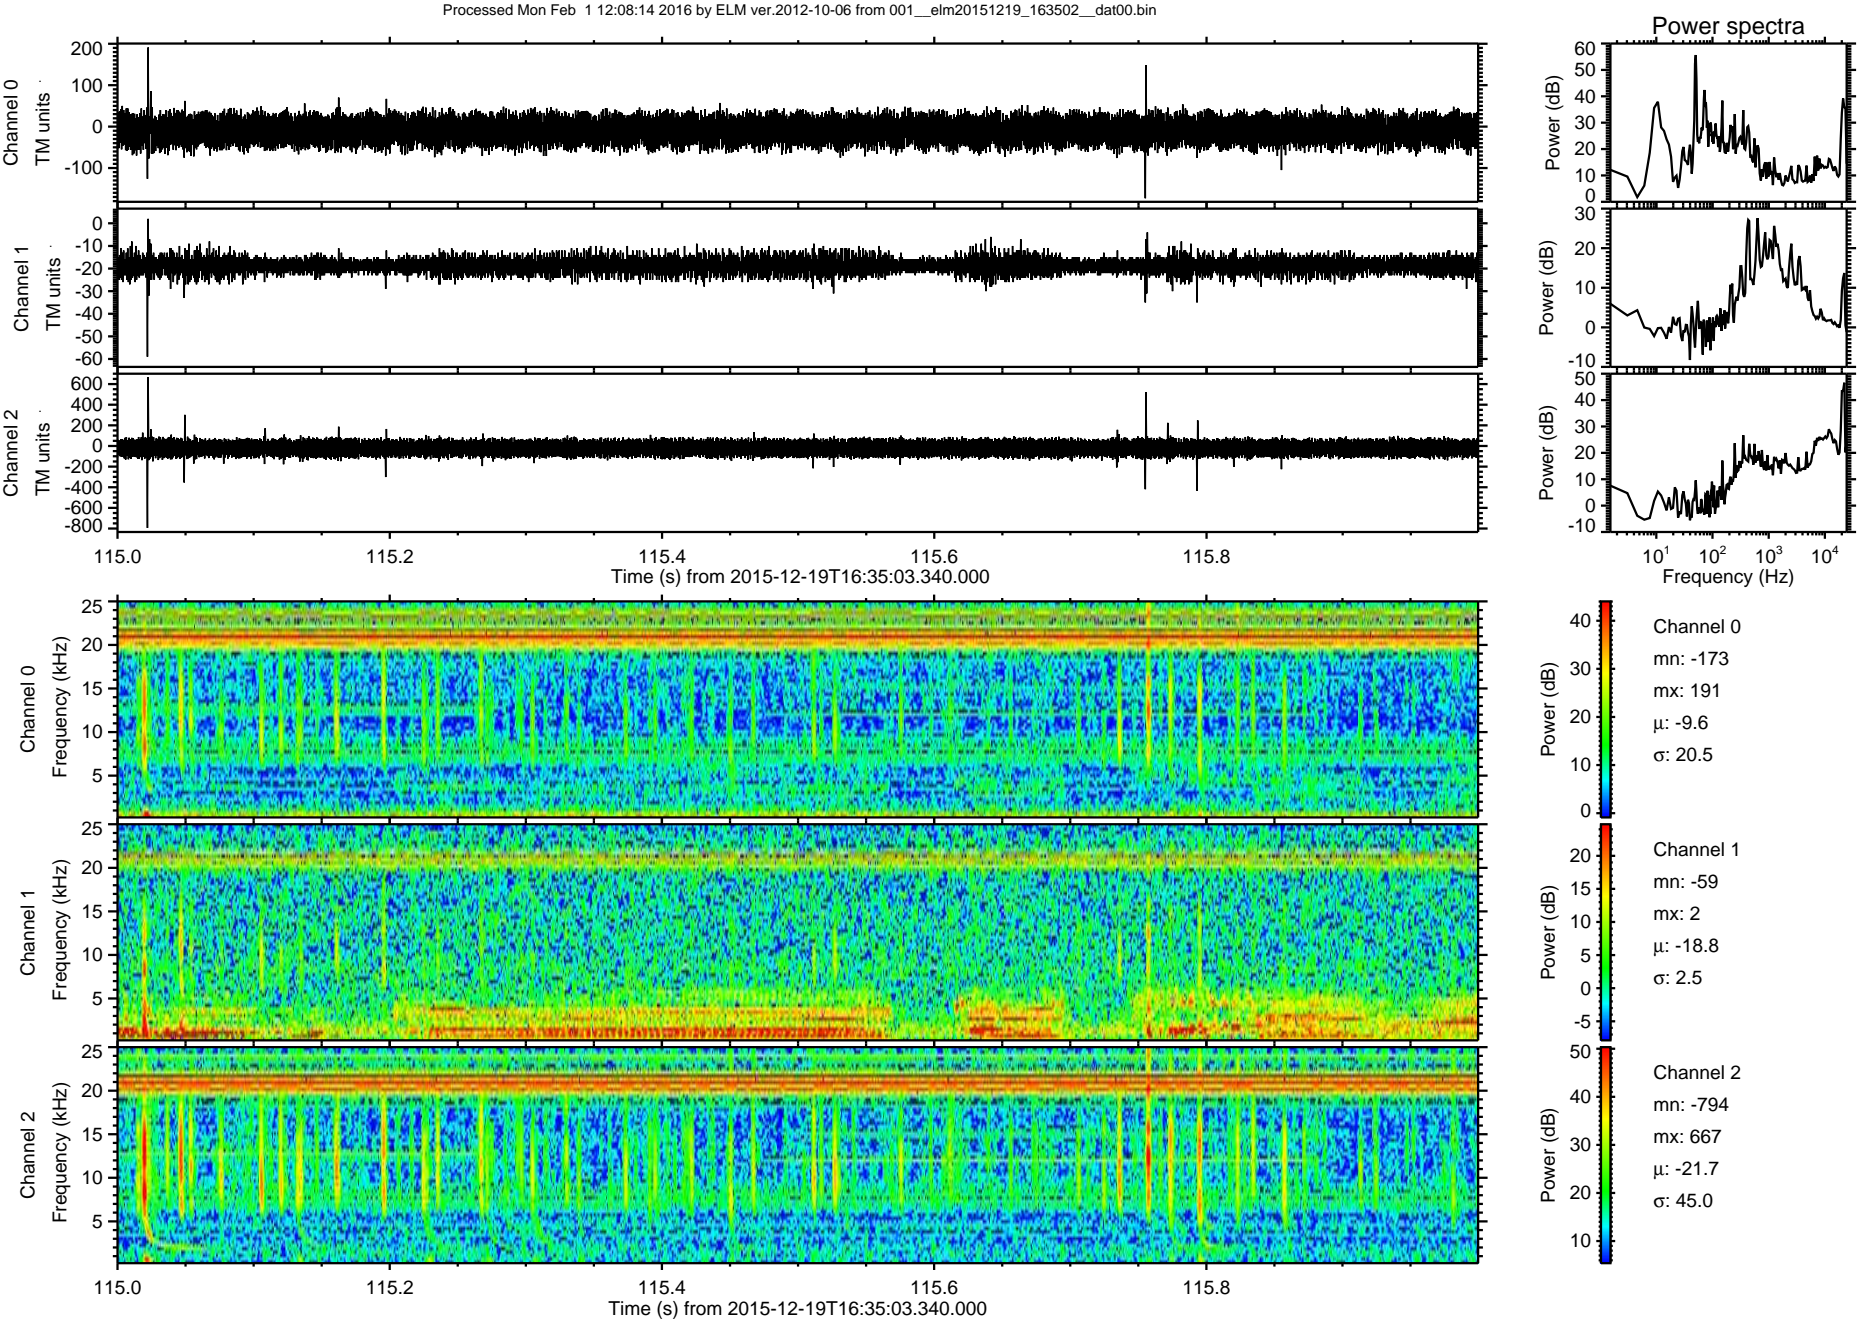 Processed Mon Feb  1 12:08:14 2016 by ELM ver.2012-10-06 from 001__elm20151219_163502__dat00.bin
Power spectra
Channel 0
TM units
200
100
0
-100
Power (dB)
60
50
40
30
20
10
0
Channel 1
TM units
0
-10
-20
-30
-40
-50
-60
Power (dB)
30
20
10
0
-10
Channel 2
TM units
600
400
200
0
-200
-400
-600
-800
Power (dB)
50
40
30
20
10
0
-10
115.0 115.2 115.4 115.6 115.8
Time (s) from 2015-12-19T16:35:03.340.000
10^1 10^2 10^3 10^4
Frequency (Hz)
Channel 0
Frequency (kHz)
25
20
15
10
5
Power (dB)
40
30
20
10
0
Channel 0
mn: -173
mx: 191
μ: -9.6
σ: 20.5
Channel 1
Frequency (kHz)
25
20
15
10
5
Power (dB)
20
15
10
5
0
-5
Channel 1
mn: -59
mx: 2
μ: -18.8
σ: 2.5
Channel 2
Frequency (kHz)
25
20
15
10
5
Power (dB)
50
40
30
20
10
Channel 2
mn: -794
mx: 667
μ: -21.7
σ: 45.0
115.0 115.2 115.4 115.6 115.8
Time (s) from 2015-12-19T16:35:03.340.000